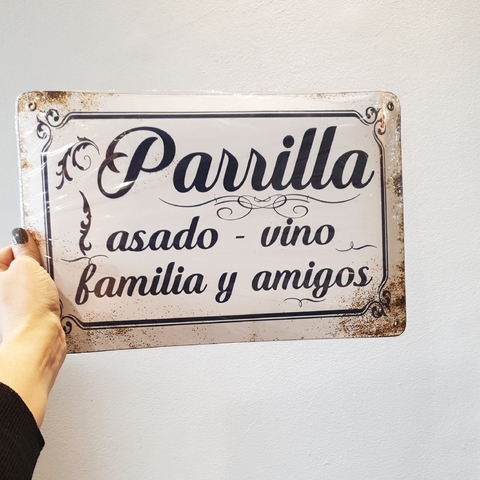 Parrilla
asado - vino
familia y amigos